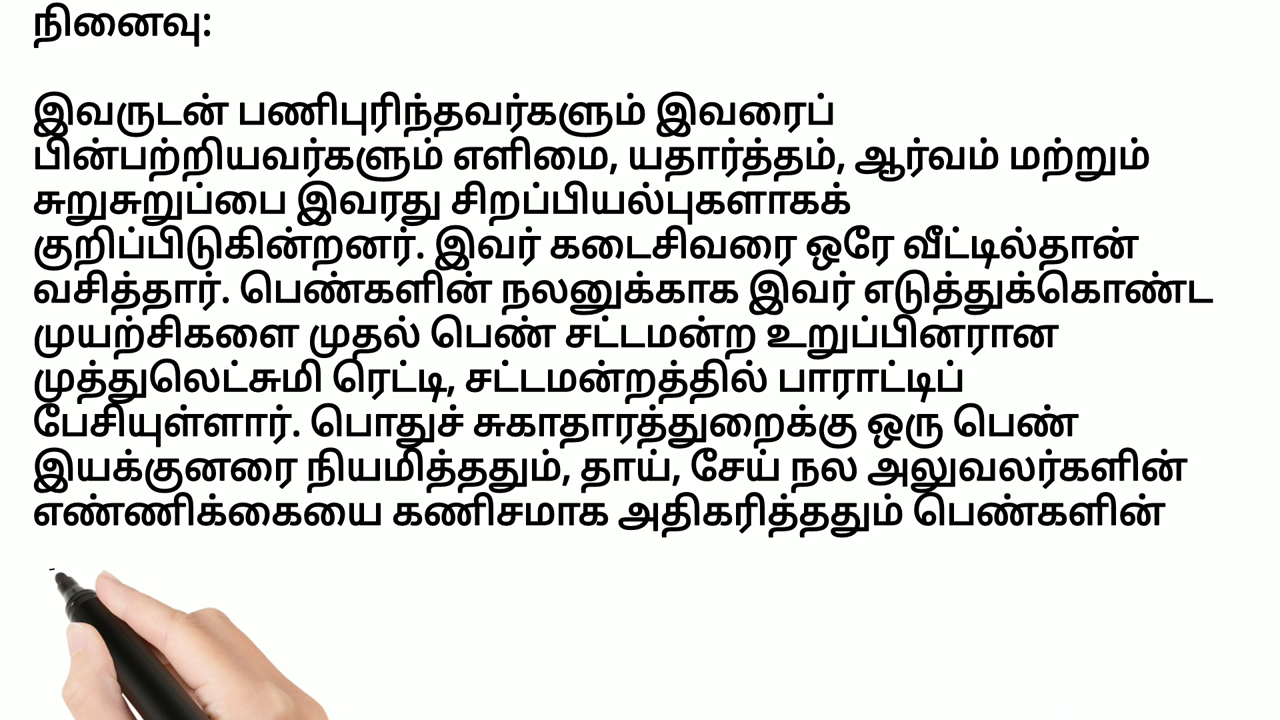 நினைவு:
இவருடன் பணிபுரிந்தவர்களும் இவரைப்
பின்பற்றியவர்களும் எளிமை, யதார்த்தம், ஆர்வம் மற்றும்
சுறுசுறுப்பை இவரது சிறப்பியல்புகளாகக்
குறிப்பிடுகின்றனர். இவர் கடைசிவரை ஒரே வீட்டில்தான்
வசித்தார். பெண்களின் நலனுக்காக இவர் எடுத்துக்கொண்ட
முயற்சிகளை முதல் பெண் சட்டமன்ற உறுப்பினரான
முத்துலெட்சுமி ரெட்டி, சட்டமன்றத்தில் பாராட்டிப்
பேசியுள்ளார். பொதுச் சுகாதாரத்துறைக்கு ஒரு பெண்
இயக்குனரை நியமித்ததும், தாய், சேய் நல அலுவலர்களின்
எண்ணிக்கையை கணிசமாக அதிகரித்ததும் பெண்களின்